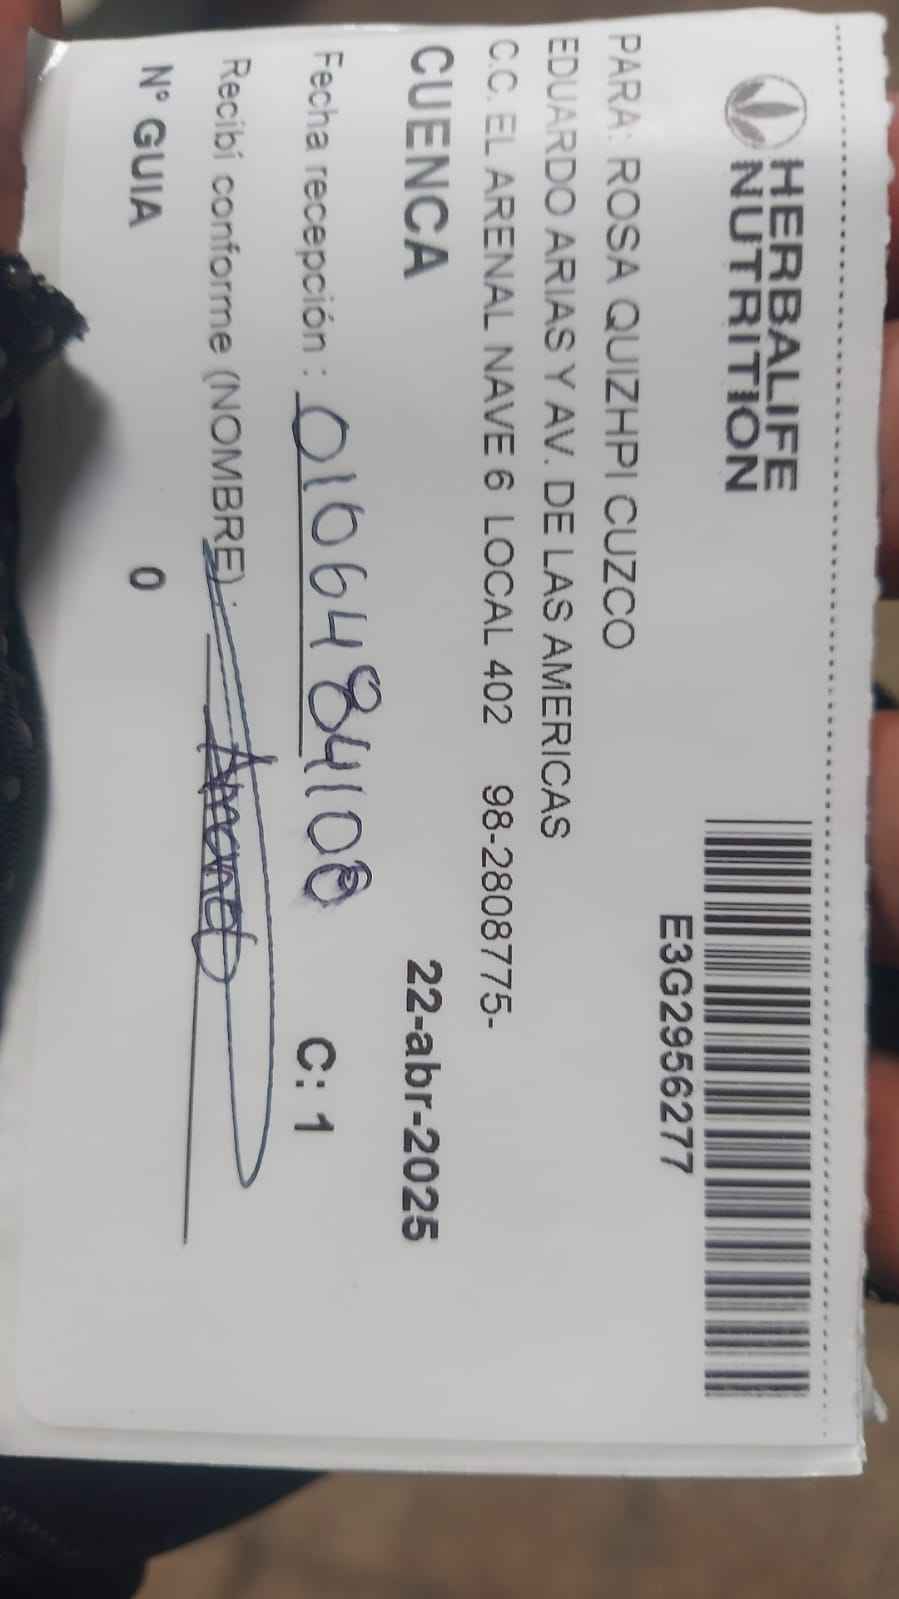 HERBALIFE
NUTRITION
E3G2956277
PARA: ROSA QUIZHPI CUZCO
EDUARDO ARIAS Y AV. DE LAS AMERICAS
C.C. EL ARENAL NAVE 6 LOCAL 402 98-2808775-
CUENCA 22-abr-2025
Fecha recepción : 0106484100 C: 1
Recibí conforme (NOMBRE) :
N° GUIA 0